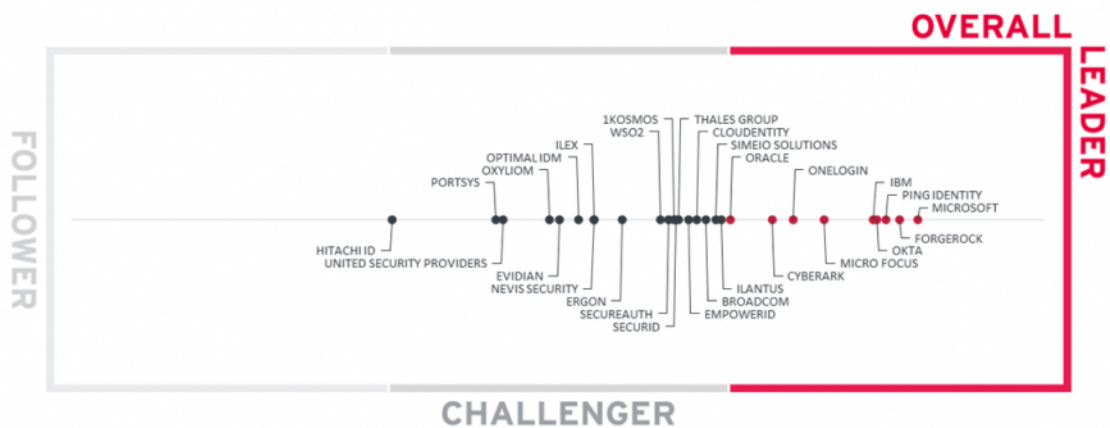 OVERALL
LEADER
FOLLOWER
1KOSMOS
THALES GROUP
WSO2
CLOUDENTITY
ILEX
SIMEIO SOLUTIONS
OPTIMAL IDM
ORACLE
OXYLIOM
ONELOGIN
PORTSYS
IBM
PING IDENTITY
MICROSOFT
HITACHI ID
FORGEROCK
UNITED SECURITY PROVIDERS
OKTA
MICRO FOCUS
EVIDIAN
CYBERARK
NEVIS SECURITY
ILANTUS
ERGON
BROADCOM
SECUREAUTH
EMPOWERID
SECURID
CHALLENGER